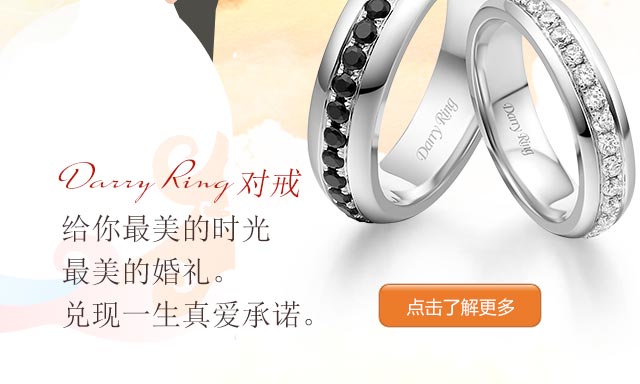 Darry Ring
Darry Ring
Darry Ring 对戒
给你最美的时光
最美的婚礼。
兑现一生真爱承诺。
点击了解更多